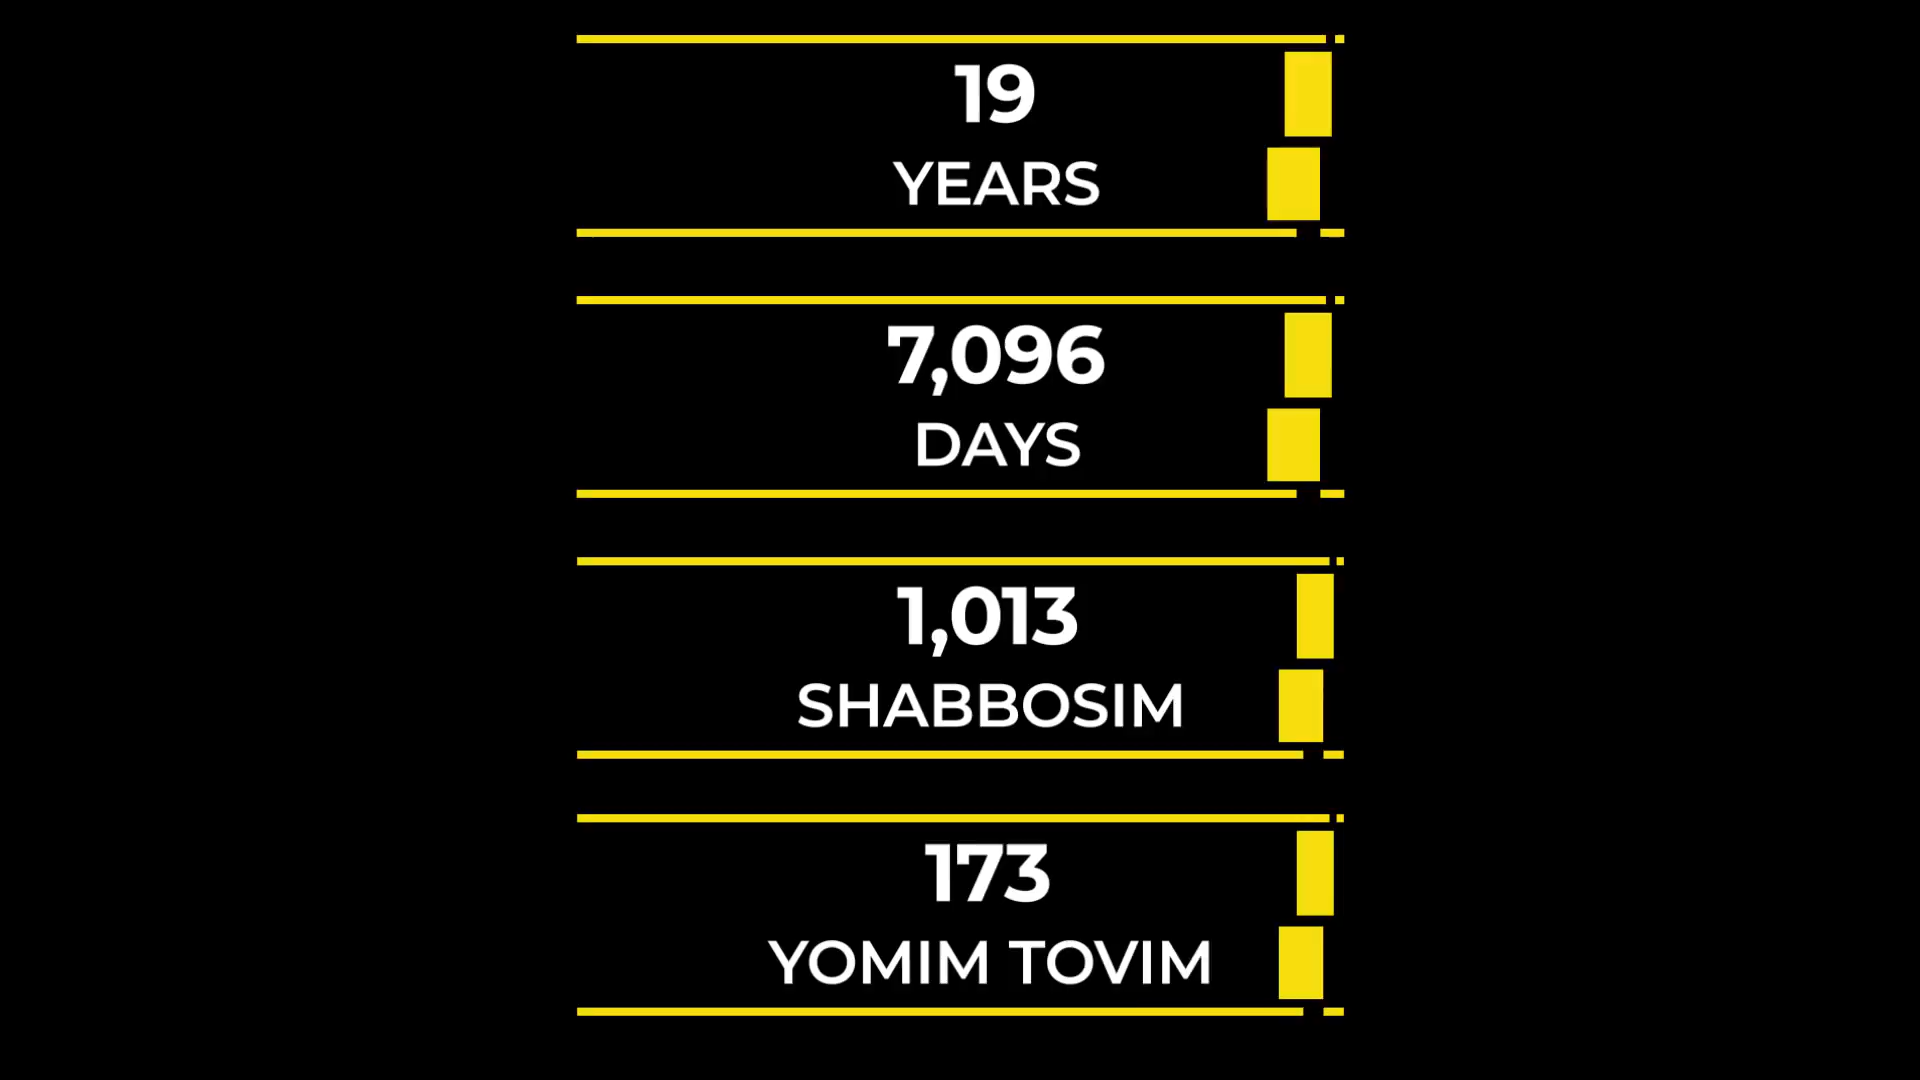 19
YEARS
7,096
DAYS
1,013
SHABBOSIM
173
YOMIM TOVIM